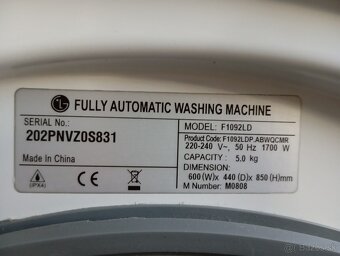 LG FULLY AUTOMATIC WASHING MACHINE
SERIAL No.:
202PNVZ0S831
Made In China
IPX4
CE
MODEL: F1092LD
Product Code: F1092LDP.ABWQCMR
220-240 V~, 50 Hz 1700 W
CAPACITY : 5.0 kg
DIMENSION:
600(W)x 440(D)x 850(H)mm
M Number: M0808